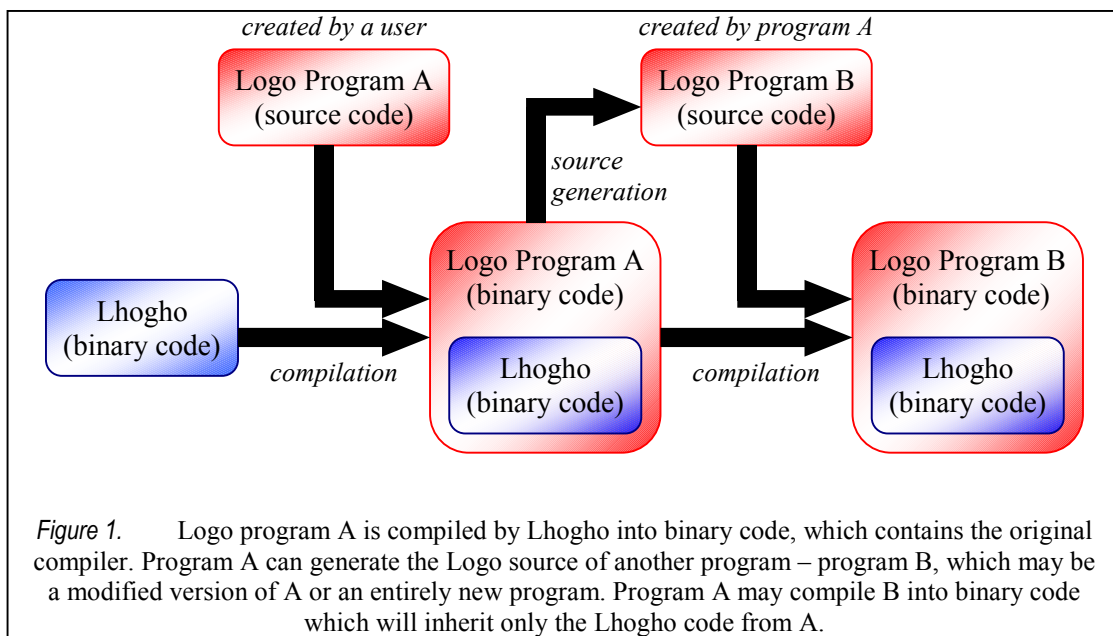 created by a user
created by program A
Logo Program A
(source code)
Logo Program B
(source code)
source
generation
Logo Program A
(binary code)
Logo Program B
(binary code)
Lhogho
(binary code)
compilation
Lhogho
(binary code)
compilation
Lhogho
(binary code)
Figure 1. Logo program A is compiled by Lhogho into binary code, which contains the original
compiler. Program A can generate the Logo source of another program – program B, which may be
a modified version of A or an entirely new program. Program A may compile B into binary code
which will inherit only the Lhogho code from A.